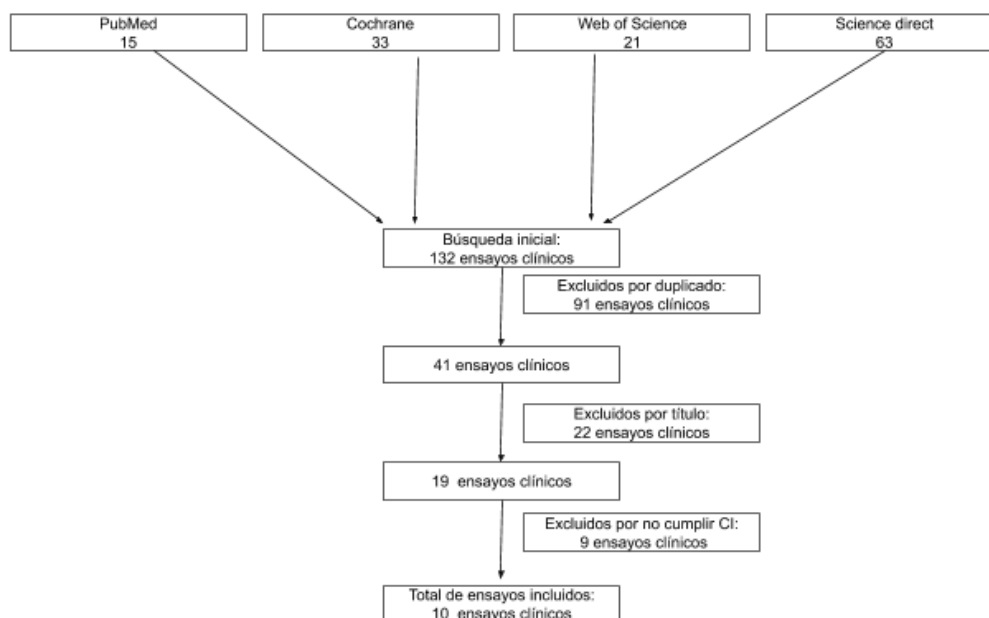 PubMed
15
Cochrane
33
Web of Science
21
Science direct
63
Búsqueda inicial:
132 ensayos clínicos
Excluidos por duplicado:
91 ensayos clínicos
41 ensayos clínicos
Excluidos por título:
22 ensayos clínicos
19 ensayos clínicos
Excluidos por no cumplir CI:
9 ensayos clínicos
Total de ensayos incluidos:
10 ensayos clínicos